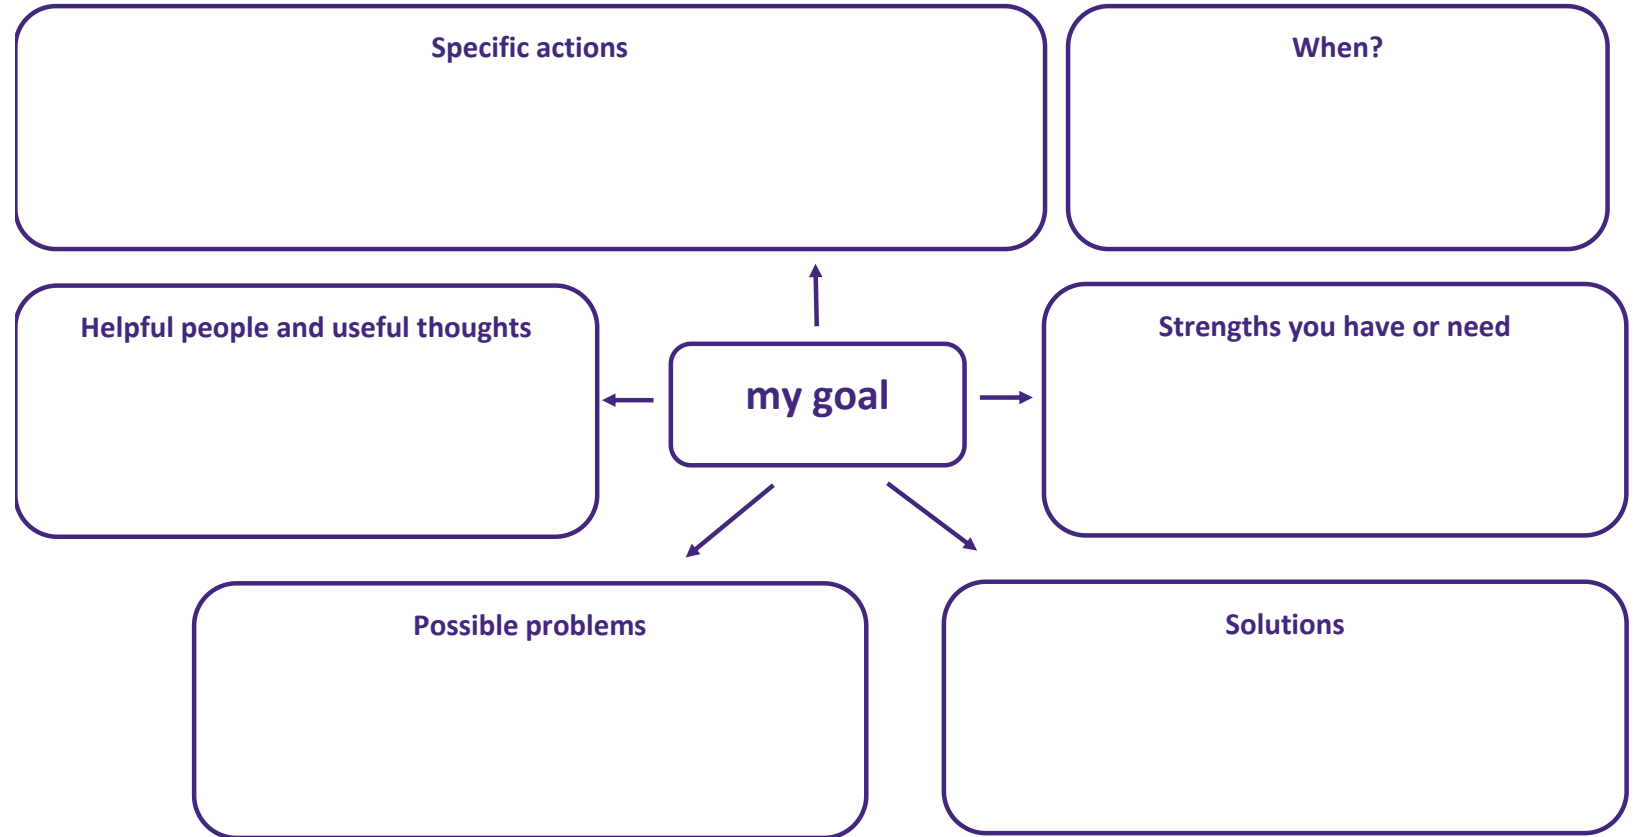 Specific actions
When?
Helpful people and useful thoughts
my goal
Strengths you have or need
Possible problems
Solutions